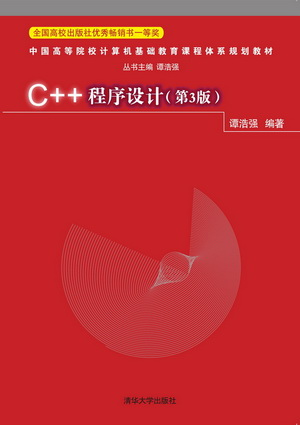 全国高校出版社优秀畅销书一等奖
中国高等院校计算机基础教育课程体系规划教材
丛书主编 谭浩强
C++ 程序设计（第3版）
谭浩强 编著
清华大学出版社